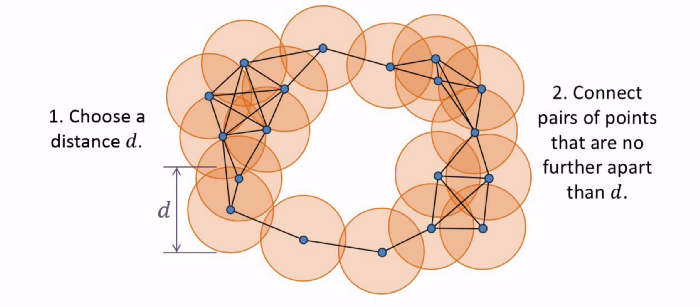 1. Choose a
distance d.
d
2. Connect
pairs of points
that are no
further apart
than d.